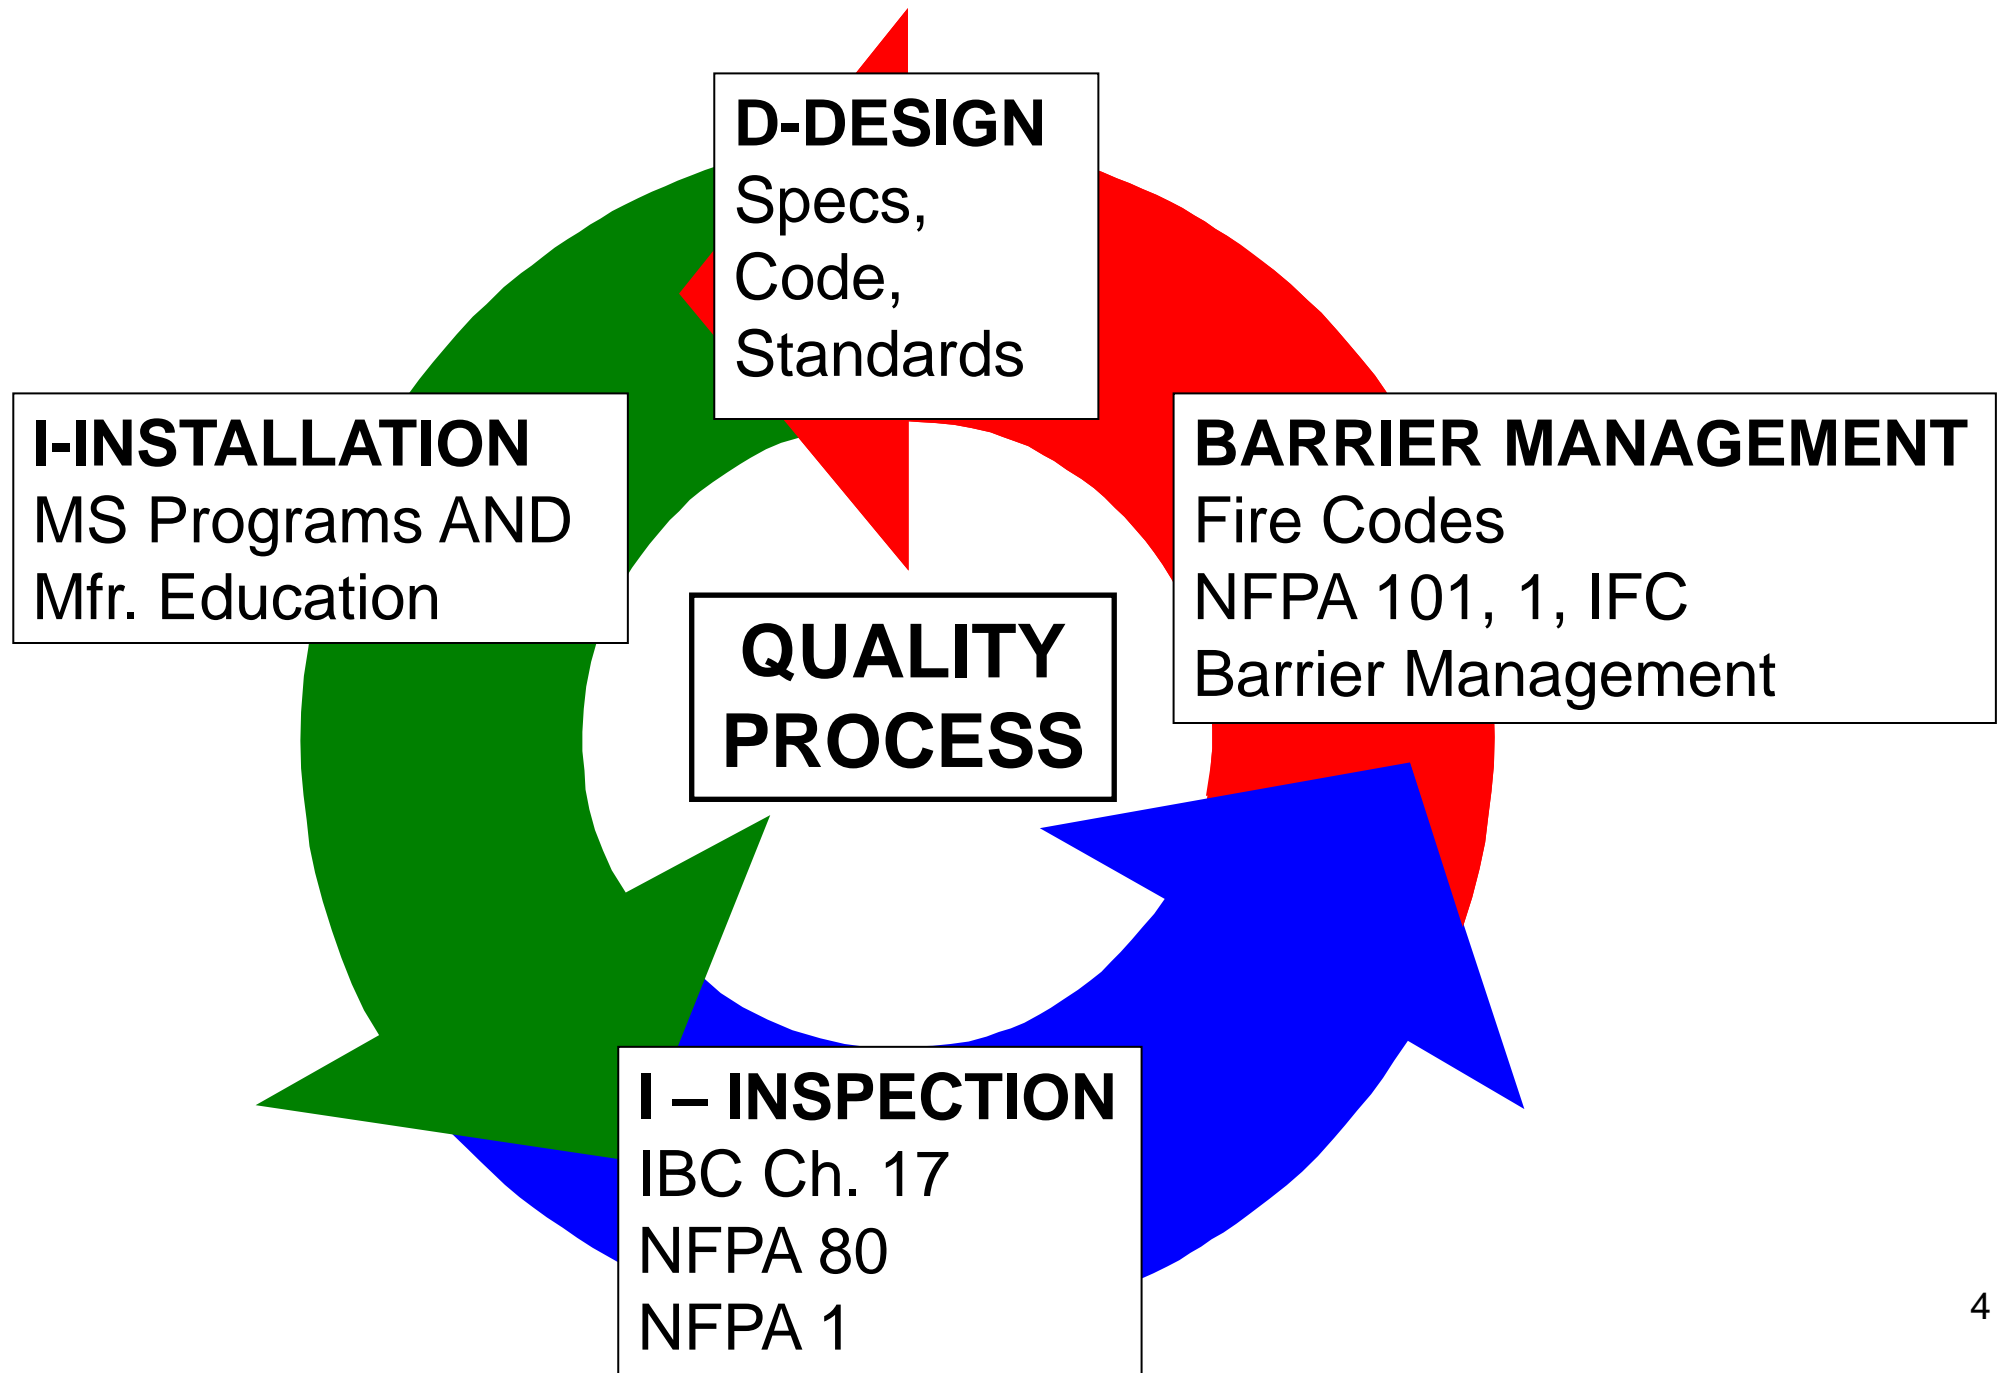 D-DESIGN
Specs,
Code,
Standards
I-INSTALLATION
MS Programs AND
Mfr. Education
BARRIER MANAGEMENT
Fire Codes
NFPA 101, 1, IFC
Barrier Management
QUALITY
PROCESS
I – INSPECTION
IBC Ch. 17
NFPA 80
NFPA 1
4